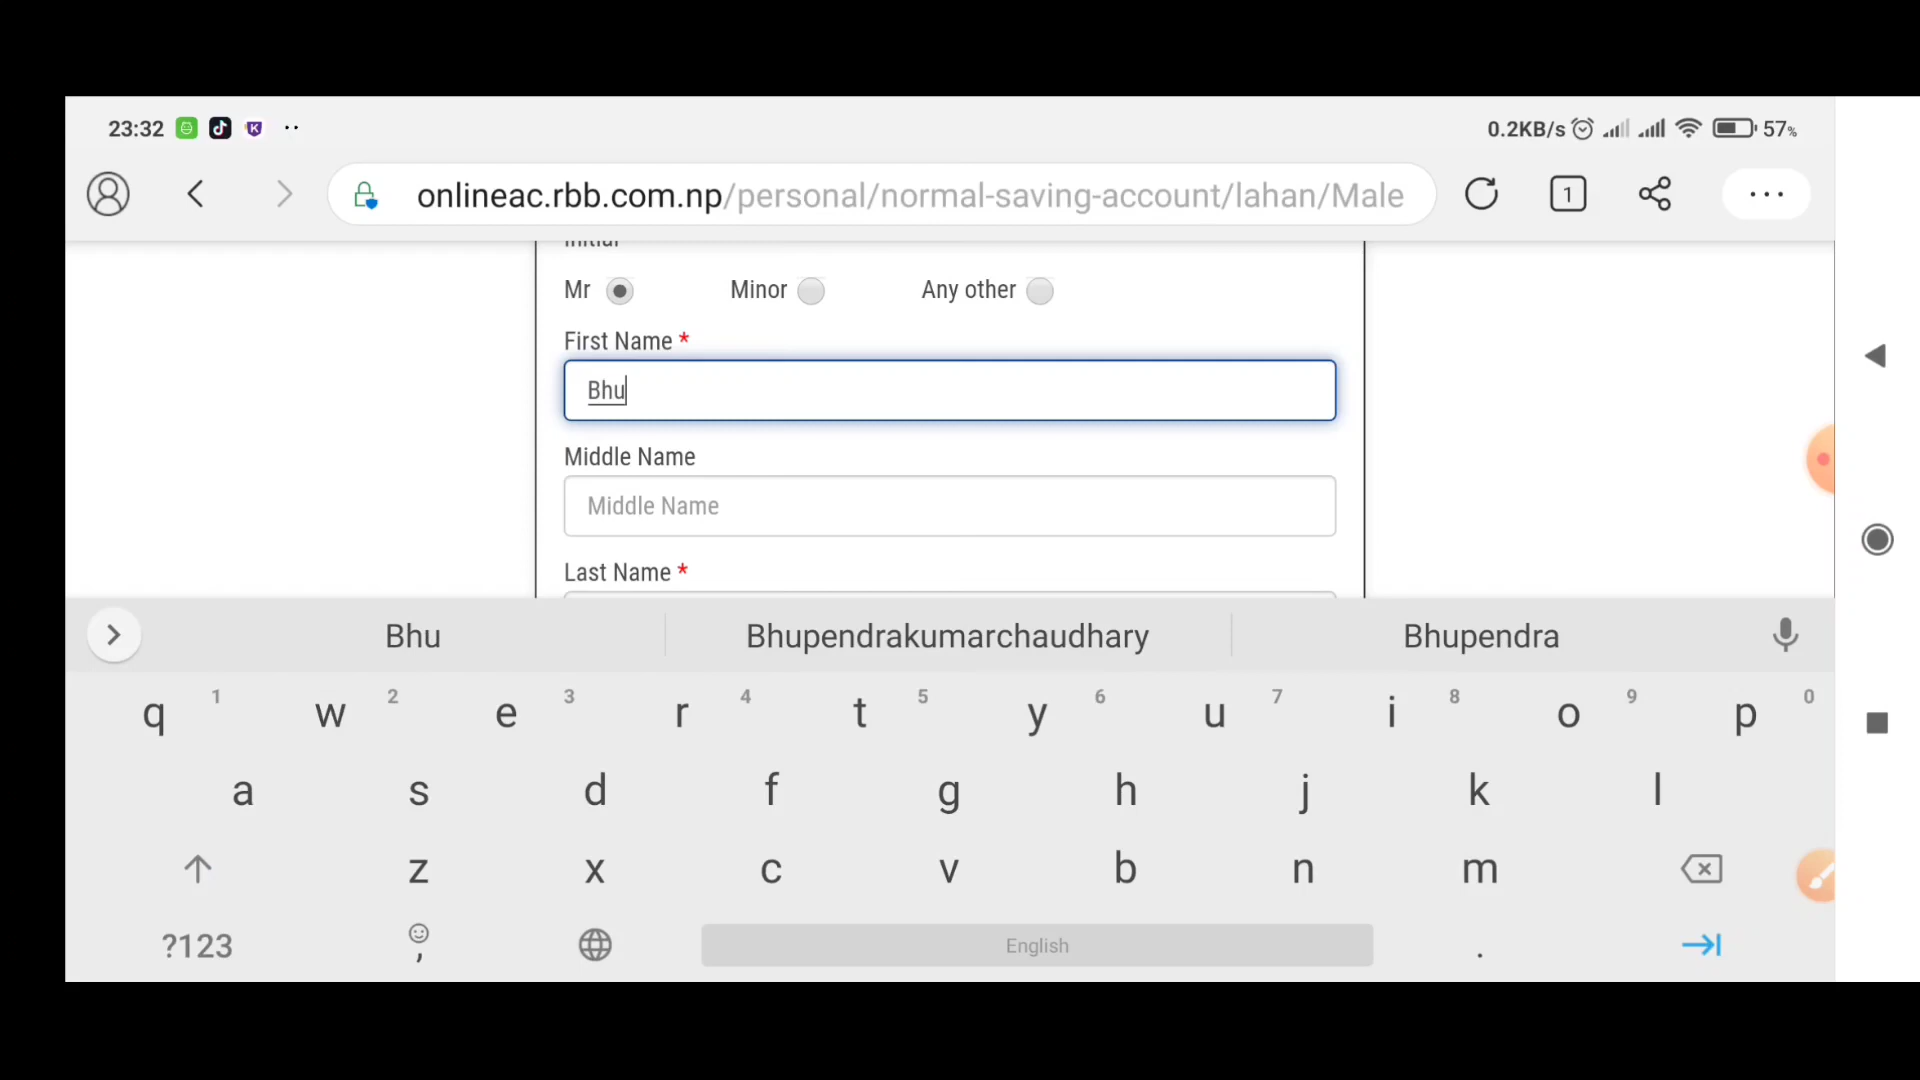 23:32 K ··
0.2KB/s 57%
onlineac.rbb.com.np/personal/normal-saving-account/lahan/Male
1
Initial
Mr Minor Any other
First Name *
Bhu
Middle Name
Middle Name
Last Name *
Bhu Bhupendrakumarchaudhary Bhupendra
q 1 w 2 e 3 r 4 t 5 y 6 u 7 i 8 o 9 p 0
a s d f g h j k l
z x c v b n m
?123 , English .